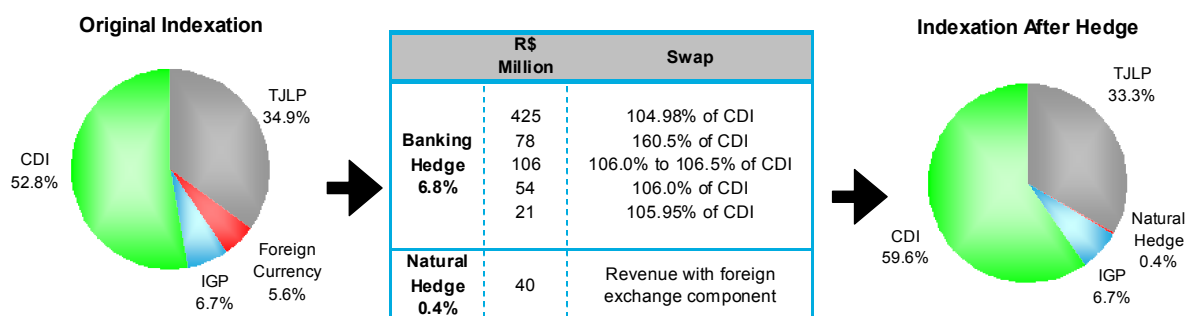 Original Indexation
TJLP
34.9%
CDI
52.8%
Foreign
Currency
5.6%
IGP
6.7%
R$
Million
Swap
Banking
Hedge
6.8%
425
104.98% of CDI
78
160.5% of CDI
106
106.0% to 106.5% of CDI
54
106.0% of CDI
21
105.95% of CDI
Natural
Hedge
0.4%
40
Revenue with foreign
exchange component
Indexation After Hedge
TJLP
33.3%
CDI
59.6%
Natural
Hedge
0.4%
IGP
6.7%